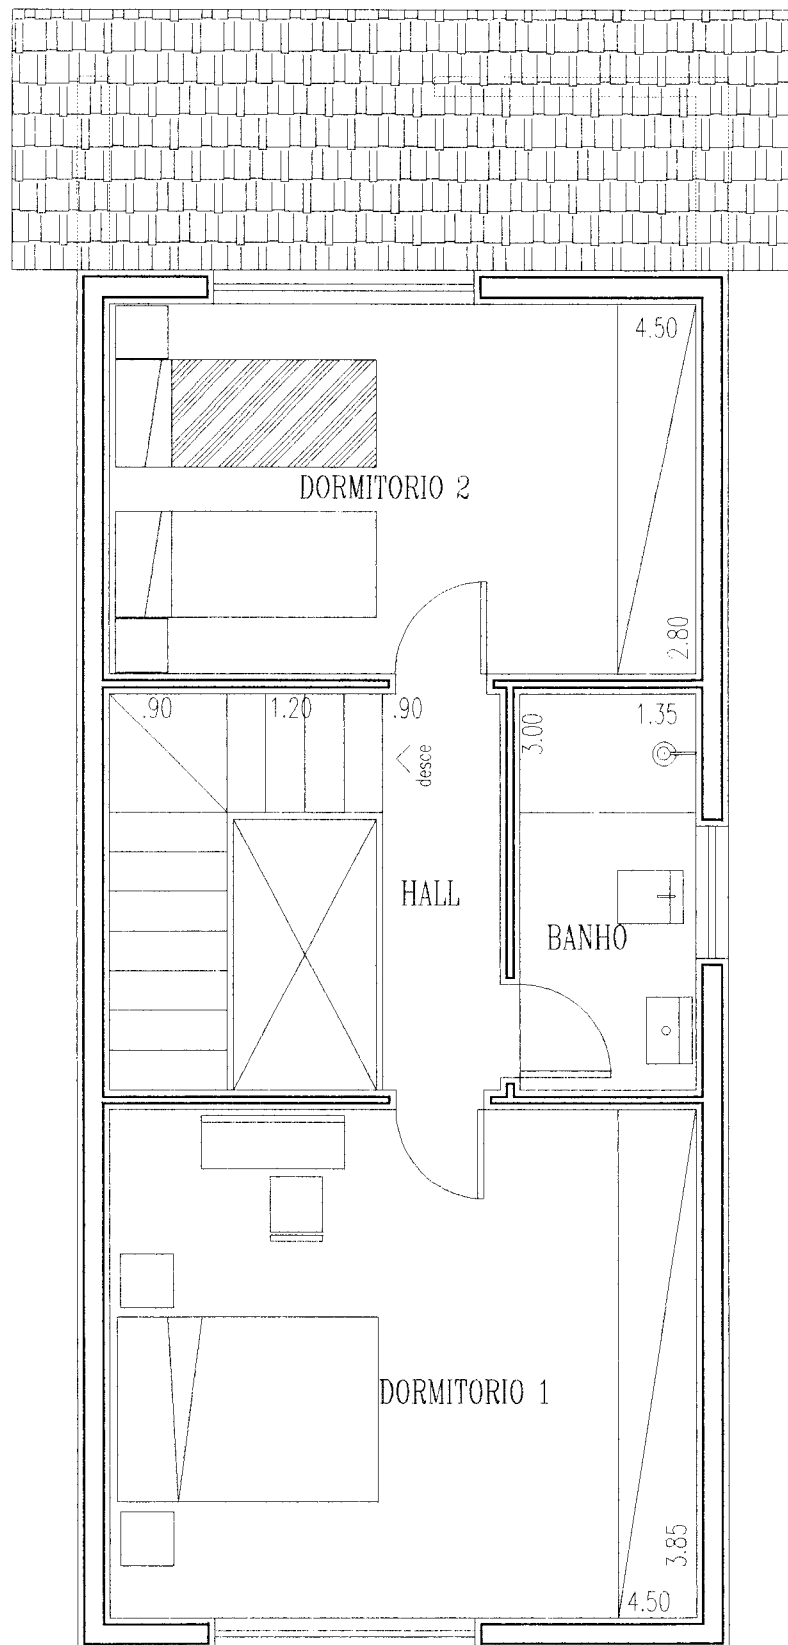 4.50
DORMITORIO 2
2.80
.90
1.20
.90
3.00
1.35
desce
HALL
BANHO
DORMITORIO 1
3.85
4.50